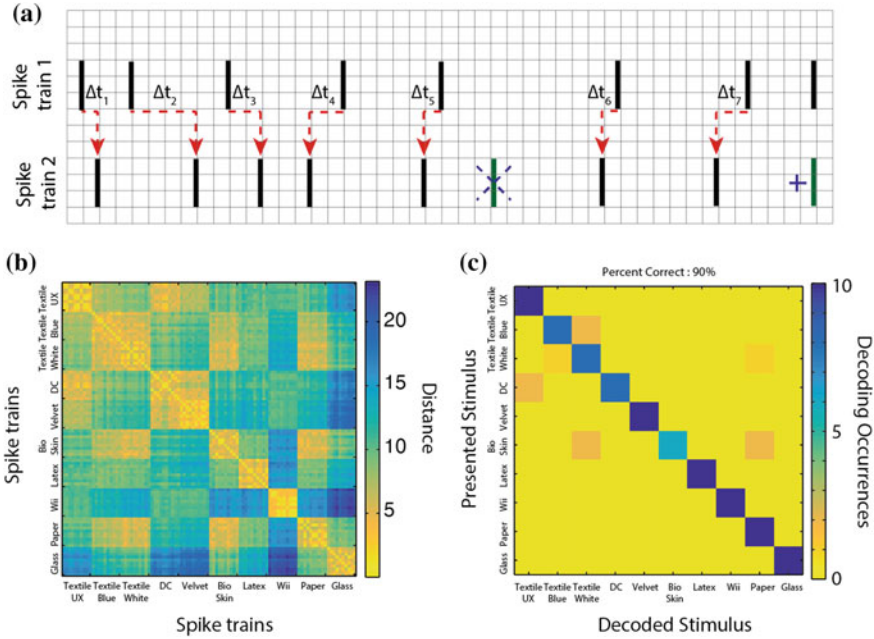 (a)
Spike train 1
Δt1 Δt2 Δt3 Δt4 Δt5 Δt6 Δt7
Spike train 2
+
(b)
Textile UX
Textile Blue
Textile White
DC
Velvet
Bio Skin
Latex
Wii
Paper
Glass
Spike trains
20
15
10
5
Distance
Textile UX Textile Blue Textile White DC Velvet Bio Skin Latex Wii Paper Glass
Spike trains
(c)
Percent Correct : 90%
Textile UX
Textile Blue
Textile White
DC
Velvet
Bio Skin
Latex
Wii
Paper
Glass
Presented Stimulus
10
5
0
Decoding Occurrences
Textile UX Textile Blue Textile White DC Velvet Bio Skin Latex Wii Paper Glass
Decoded Stimulus